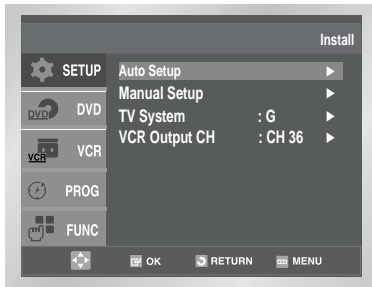 Install
SETUP
DVD DVD
VCR VCR
PROG
FUNC
Auto Setup
Manual Setup
TV System : G
VCR Output CH : CH 36
OK RETURN MENU